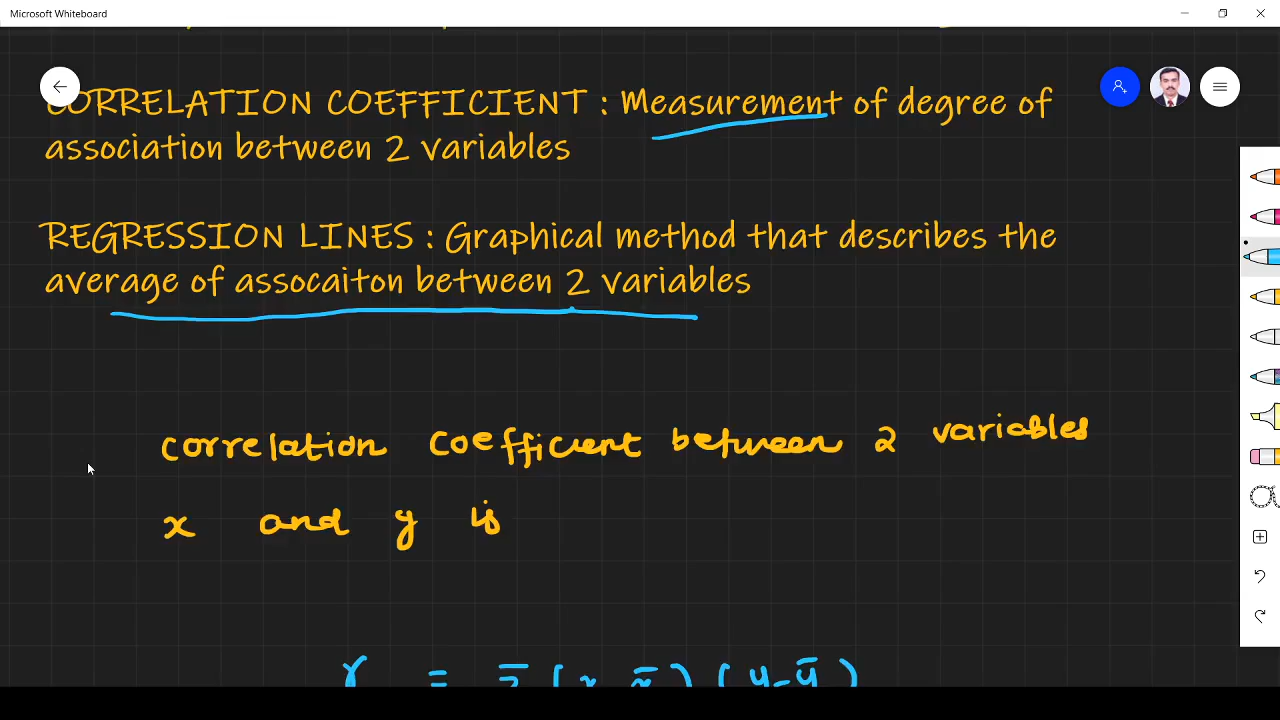 Microsoft Whiteboard
CORRELATION COEFFICIENT : Measurement of degree of
association between 2 variables
REGRESSION LINES : Graphical method that describes the
average of assocaiton between 2 variables
correlation coefficient between 2 variables
x and y is
r = Σ (x x̄) (y-ȳ)